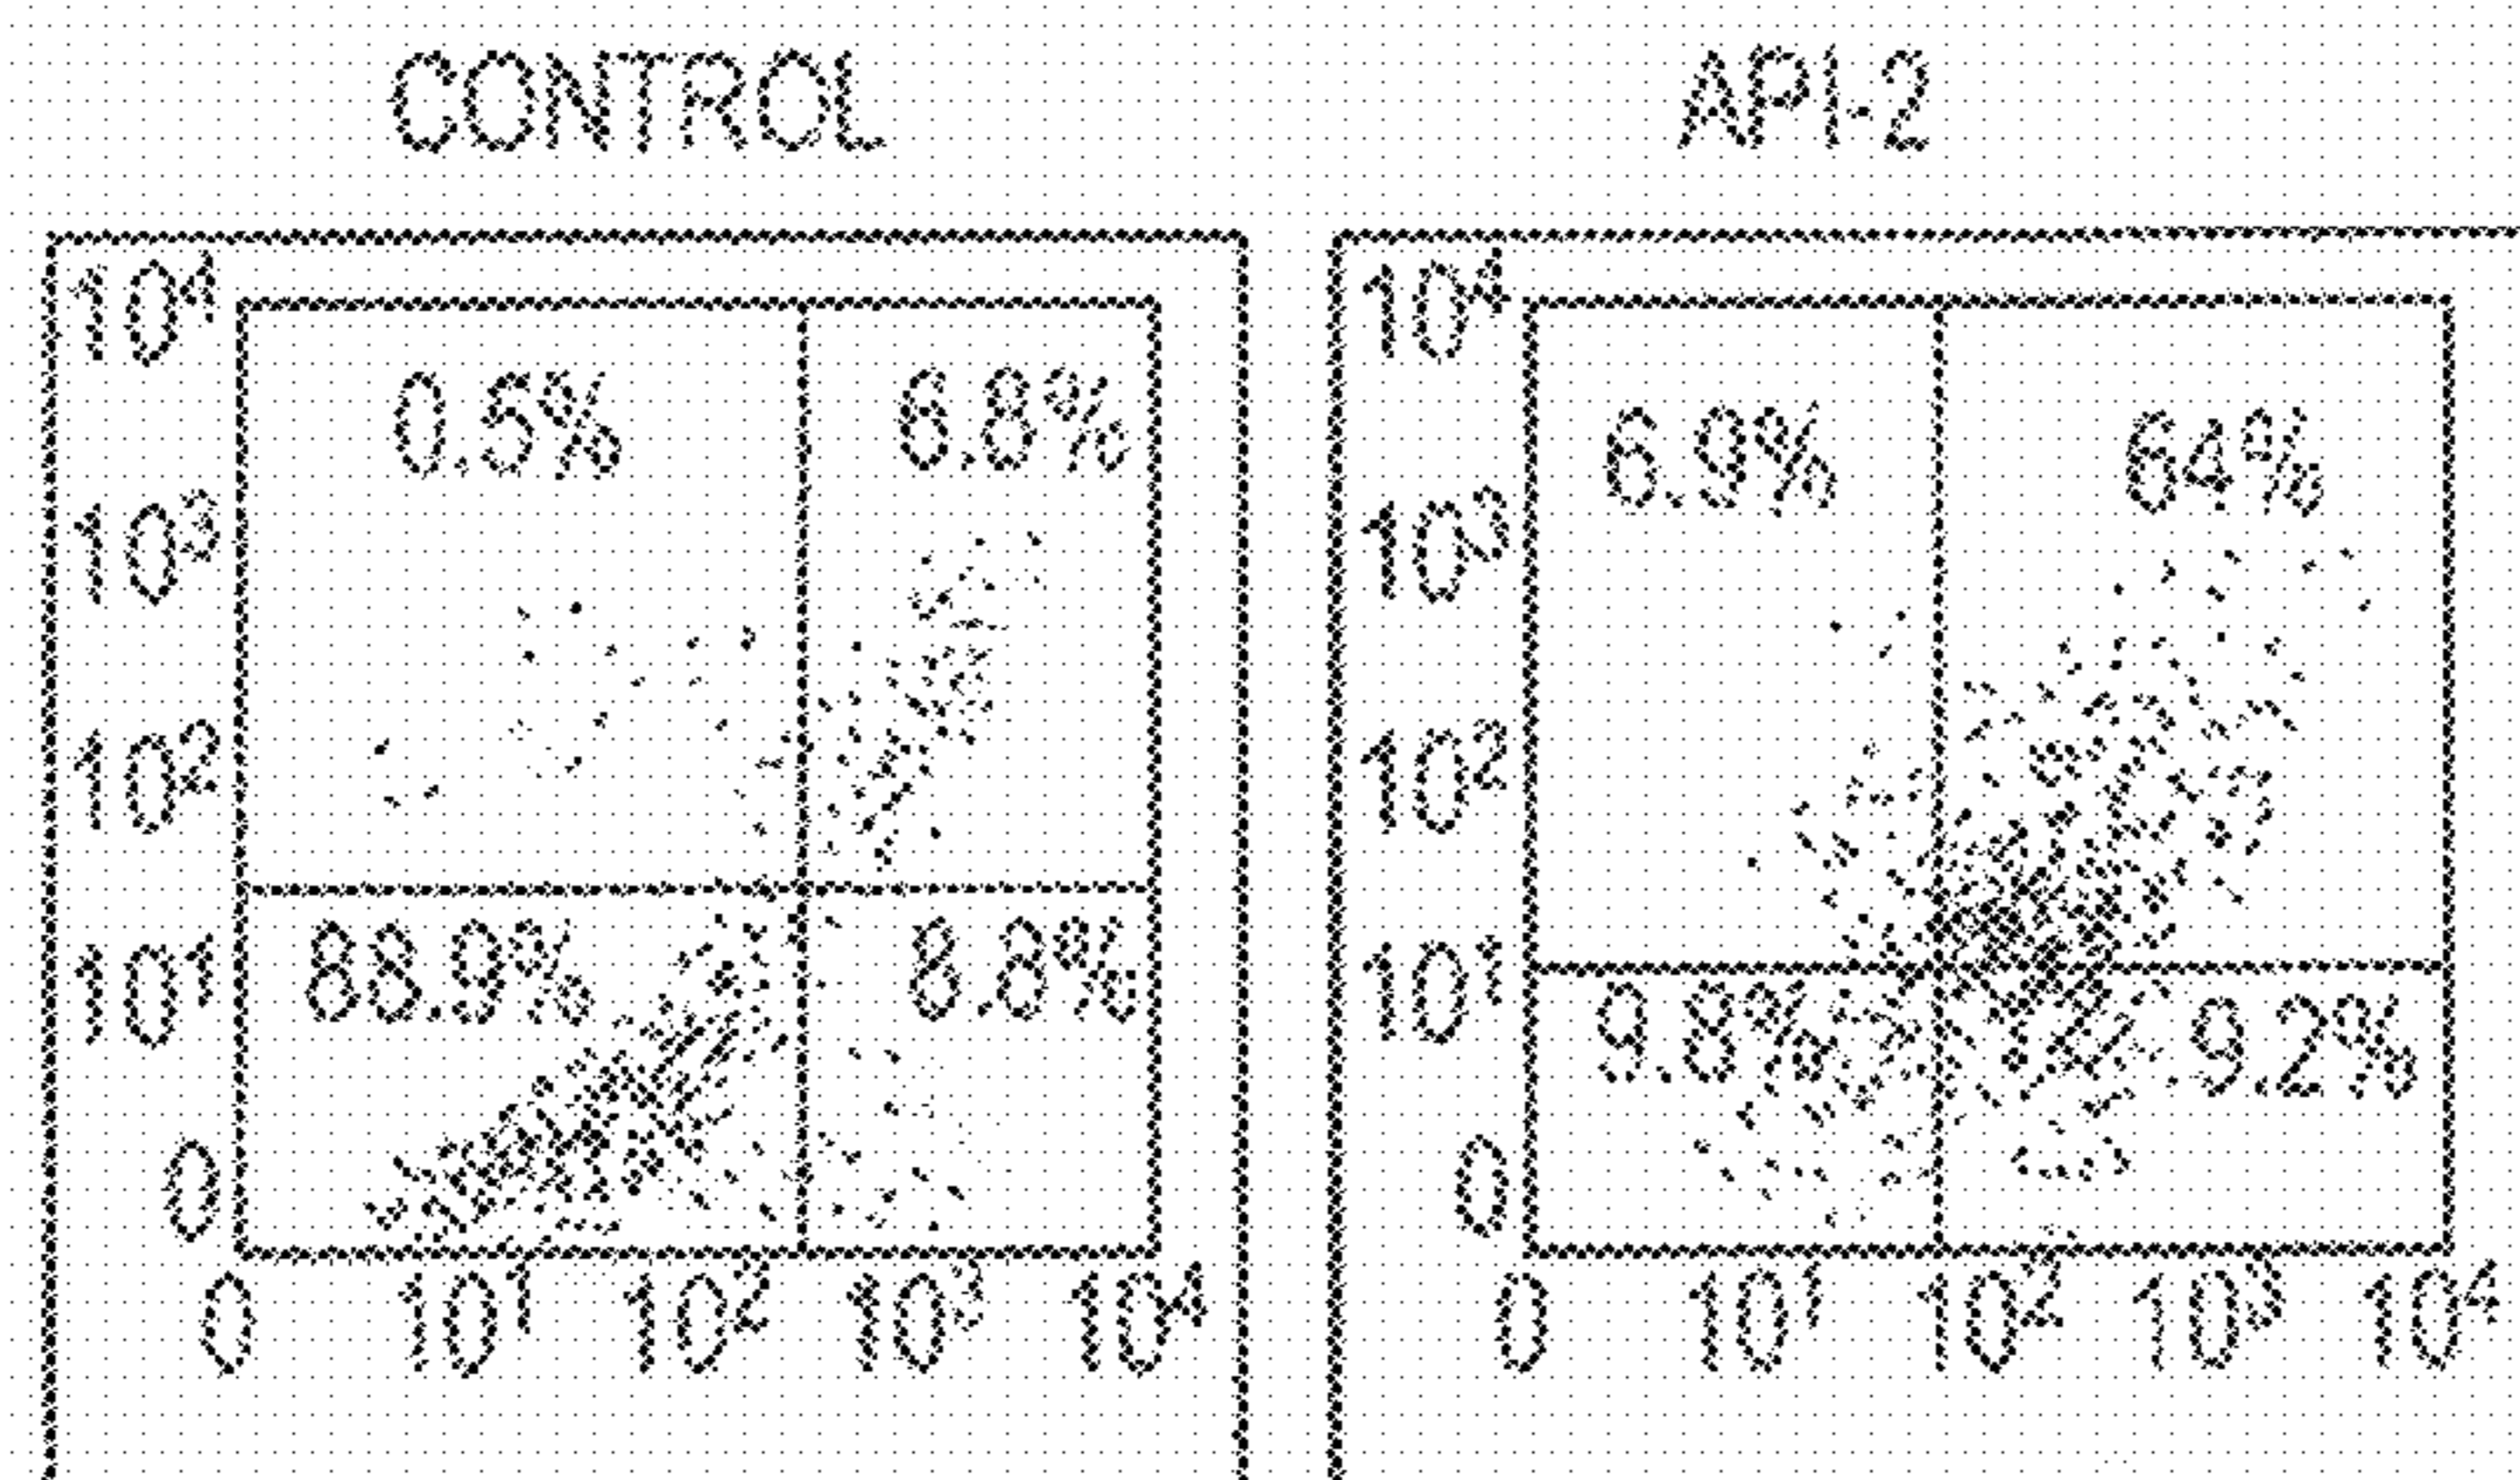 CONTROL API-2
10⁴ 10⁴
0.5% 6.8% 6.9% 64%
10³ 10³
10² 10²
88.9% 8.8% 10¹ 10¹
9.8% 9.2%
0 0
0 10¹ 10² 10³ 10⁴ 0 10¹ 10² 10³ 10⁴